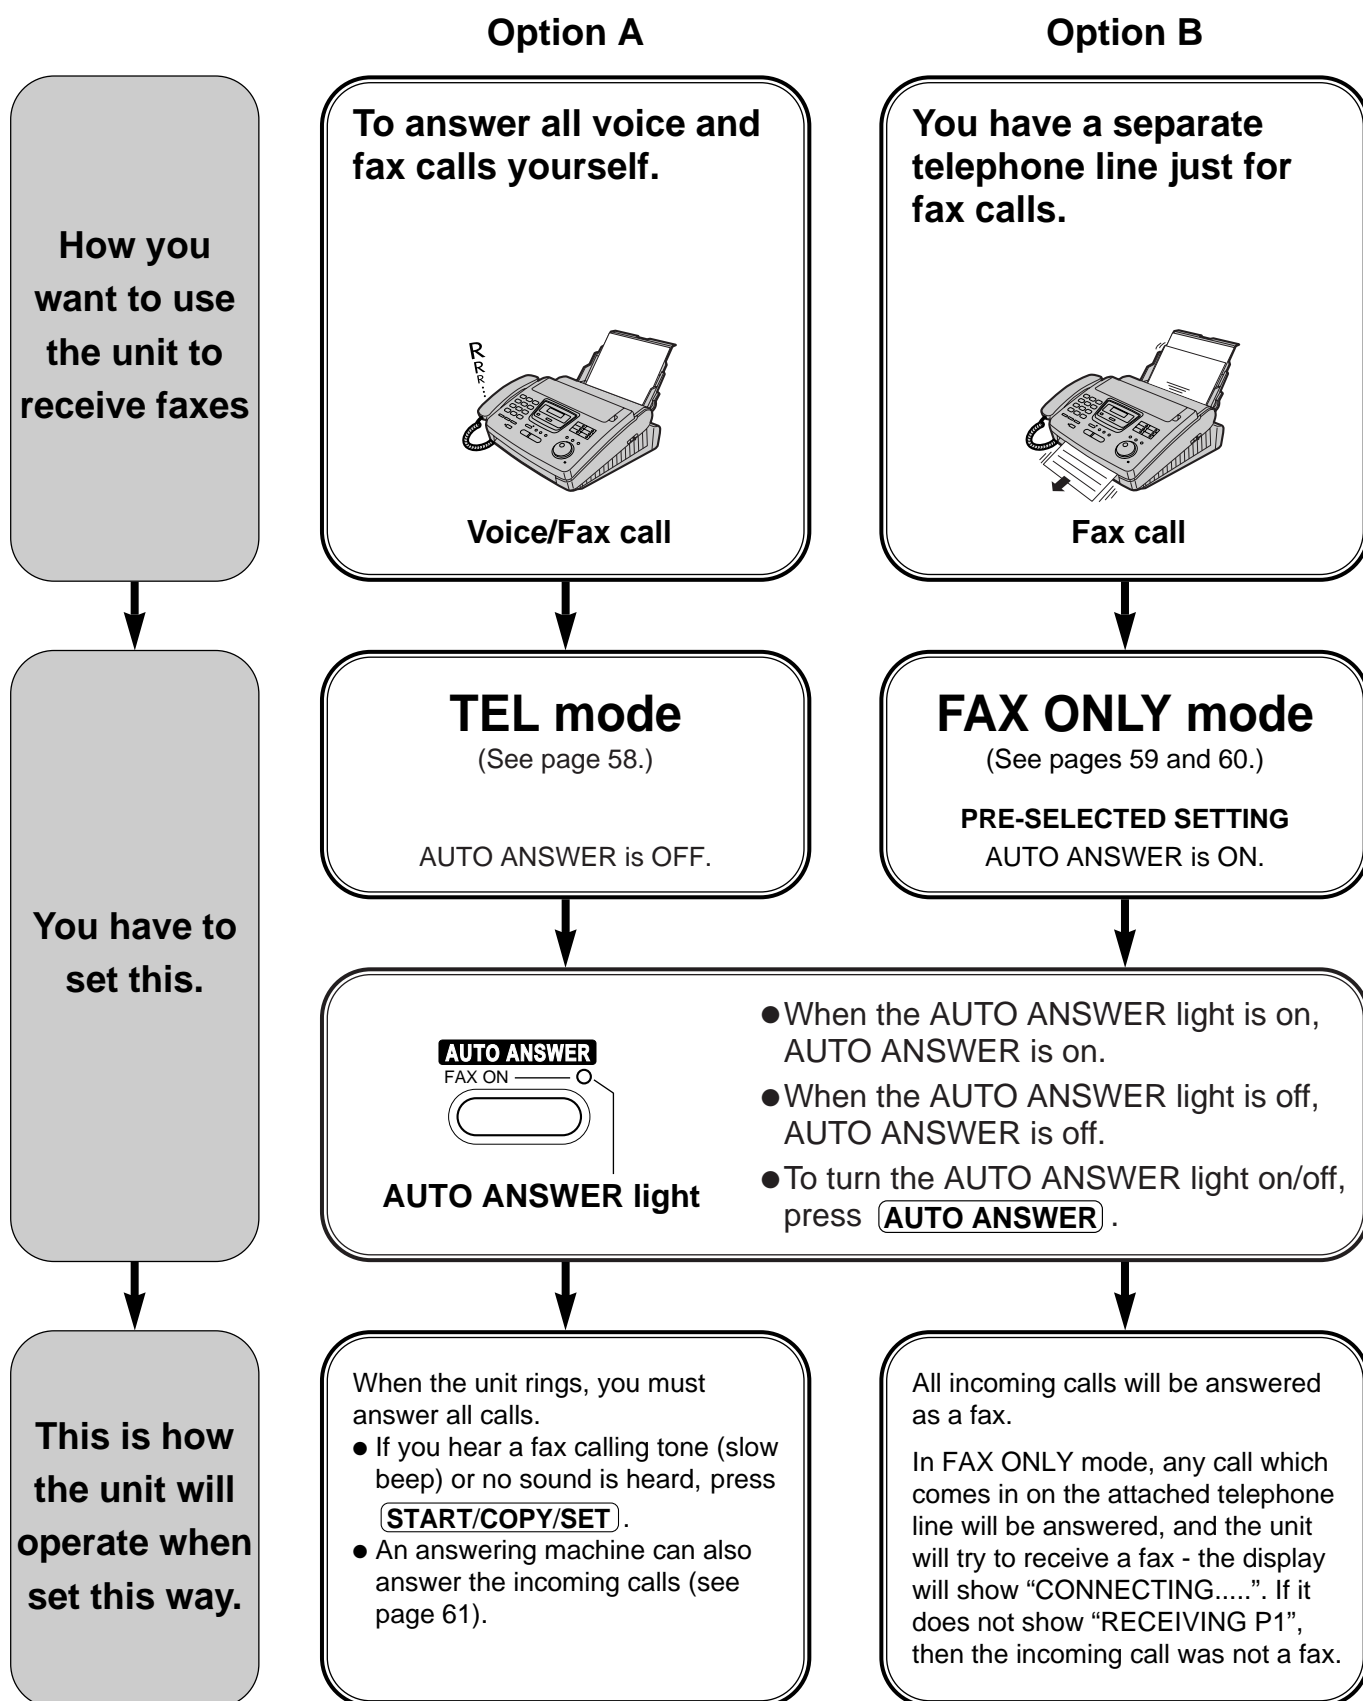 Option A
Option B
How you
want to use
the unit to
receive faxes
To answer all voice and
fax calls yourself.
R
R
R
Voice/Fax call
You have a separate
telephone line just for
fax calls.
Fax call
You have to
set this.
TEL mode
(See page 58.)
AUTO ANSWER is OFF.
FAX ONLY mode
(See pages 59 and 60.)
PRE-SELECTED SETTING
AUTO ANSWER is ON.
AUTO ANSWER
FAX ON
AUTO ANSWER light
●When the AUTO ANSWER light is on,
AUTO ANSWER is on.
●When the AUTO ANSWER light is off,
AUTO ANSWER is off.
●To turn the AUTO ANSWER light on/off,
press AUTO ANSWER .
This is how
the unit will
operate when
set this way.
When the unit rings, you must
answer all calls.
● If you hear a fax calling tone (slow
beep) or no sound is heard, press
START/COPY/SET .
● An answering machine can also
answer the incoming calls (see
page 61).
All incoming calls will be answered
as a fax.
In FAX ONLY mode, any call which
comes in on the attached telephone
line will be answered, and the unit
will try to receive a fax - the display
will show “CONNECTING.....”. If it
does not show “RECEIVING P1”,
then the incoming call was not a fax.